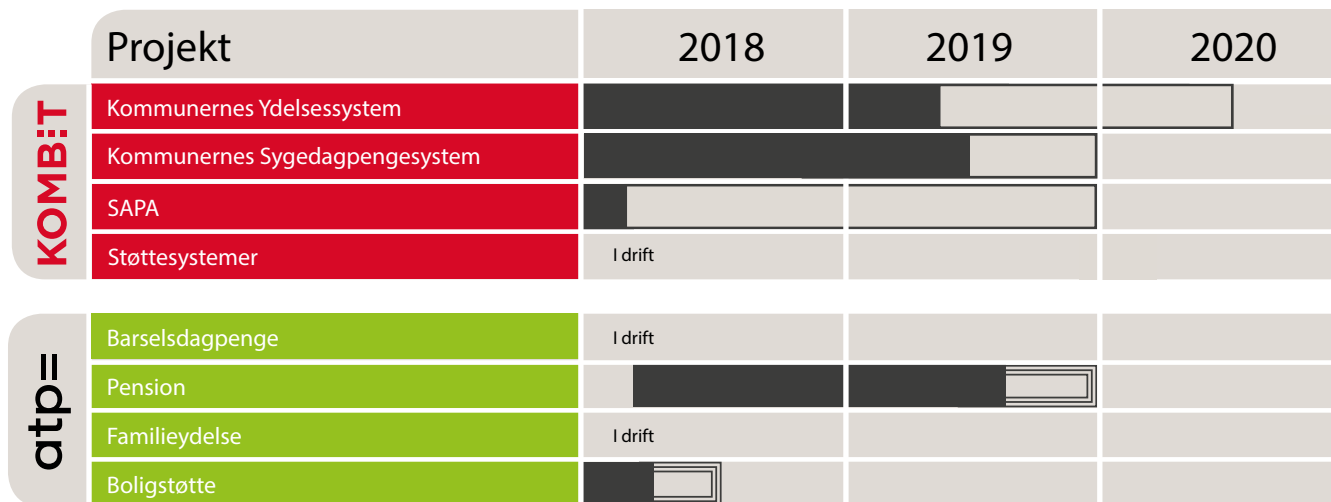 Projekt 2018 2019 2020
KOMB:T
Kommunernes Ydelsessystem
Kommunernes Sygedagpengesystem
SAPA
Støttesystemer I drift
atp=
Barselsdagpenge I drift
Pension
Familieydelse I drift
Boligstøtte